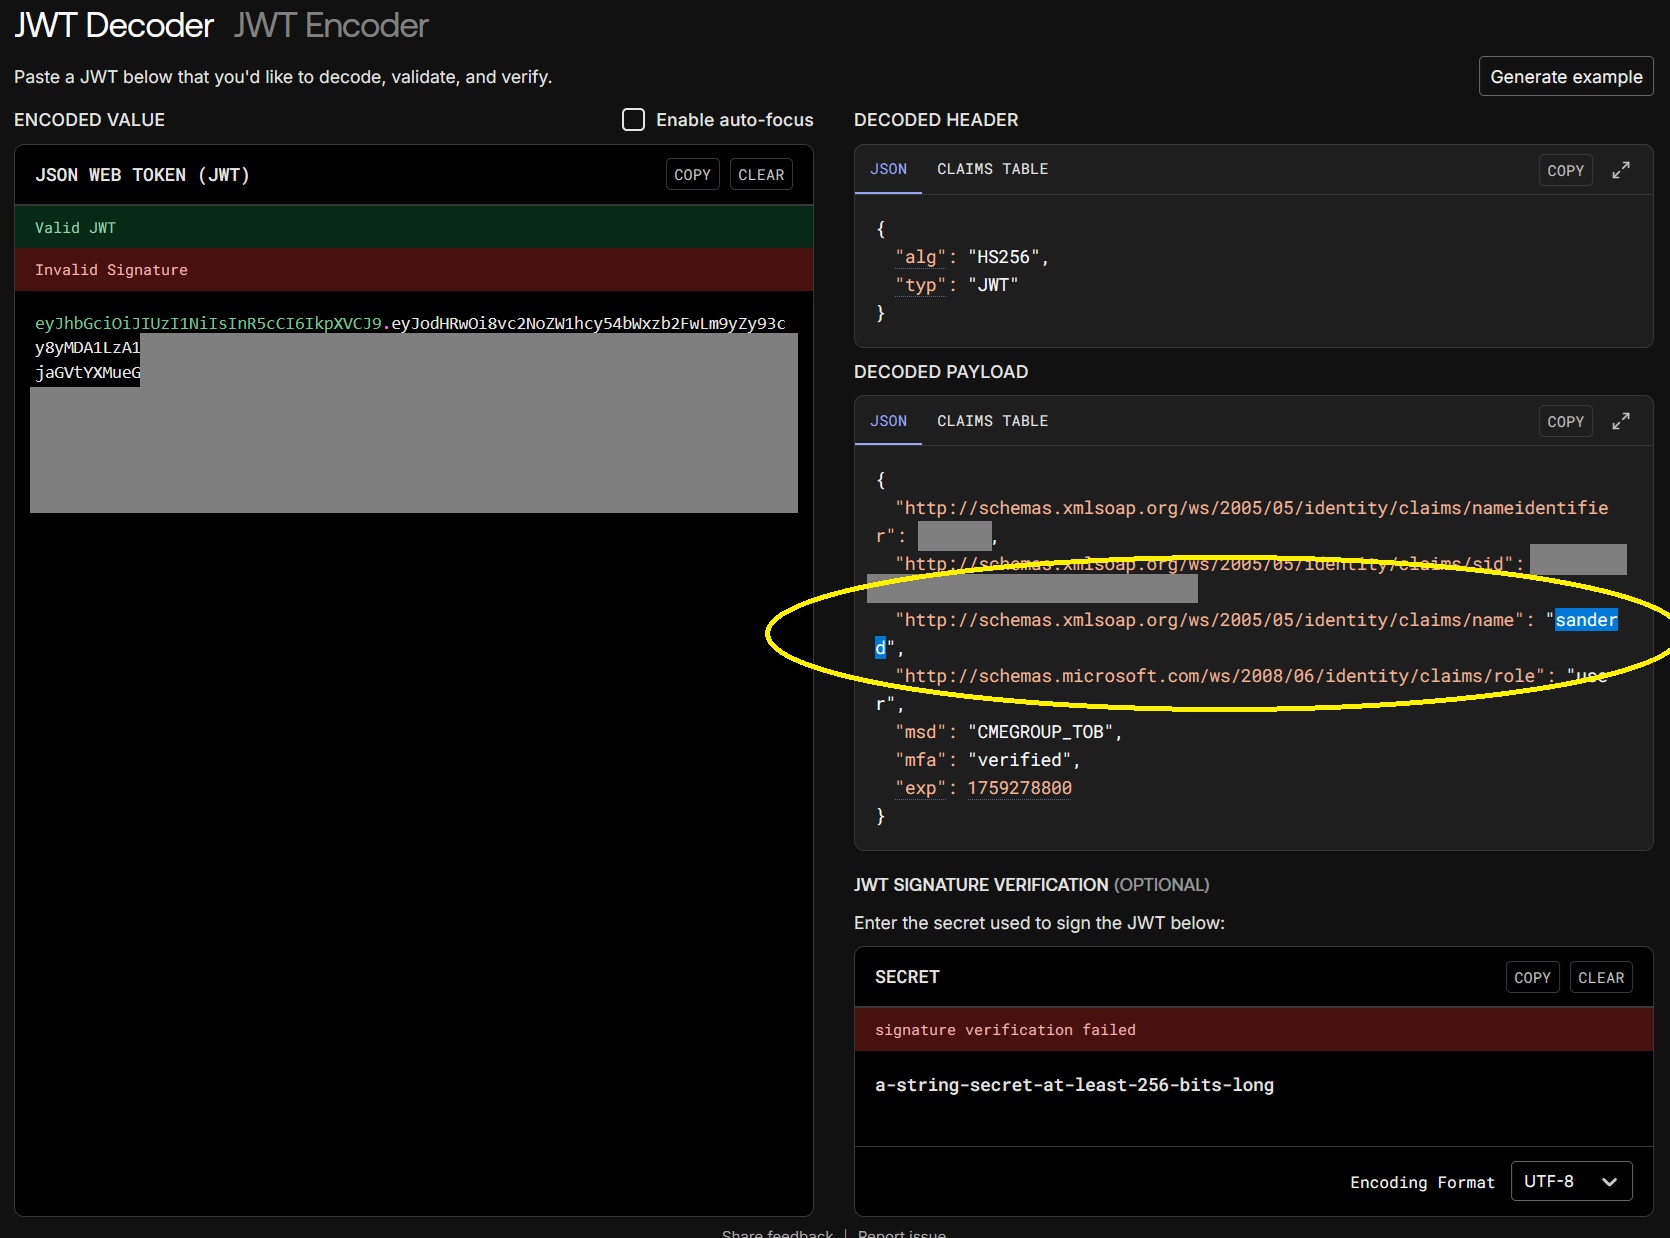 JWT Decoder JWT Encoder
Paste a JWT below that you'd like to decode, validate, and verify.
Generate example
ENCODED VALUE
Enable auto-focus
JSON WEB TOKEN (JWT)
COPY
CLEAR
Valid JWT
Invalid Signature
eyJhbGciOiJIUzI1NiIsInR5cCI6IkpXVCJ9.eyJodHRwOi8vc2NoZW1hcy54bWxzb2FwLm9yZy93c
y8yMDA1LzA1
jaGVtYXMueG
DECODED HEADER
JSON
CLAIMS TABLE
COPY
{
"alg": "HS256",
"typ": "JWT"
}
DECODED PAYLOAD
JSON
CLAIMS TABLE
COPY
{
"http://schemas.xmlsoap.org/ws/2005/05/identity/claims/nameidentifie
r": ,
"http://schemas.xmlsoap.org/ws/2005/05/identity/claims/sid":
"http://schemas.xmlsoap.org/ws/2005/05/identity/claims/name": "sander
d",
"http://schemas.microsoft.com/ws/2008/06/identity/claims/role": "use
r",
"msd": "CMEGROUP_TOB",
"mfa": "verified",
"exp": 1759278800
}
JWT SIGNATURE VERIFICATION (OPTIONAL)
Enter the secret used to sign the JWT below:
SECRET
COPY
CLEAR
signature verification failed
a-string-secret-at-least-256-bits-long
Encoding Format
UTF-8
Share feedback | Report issue